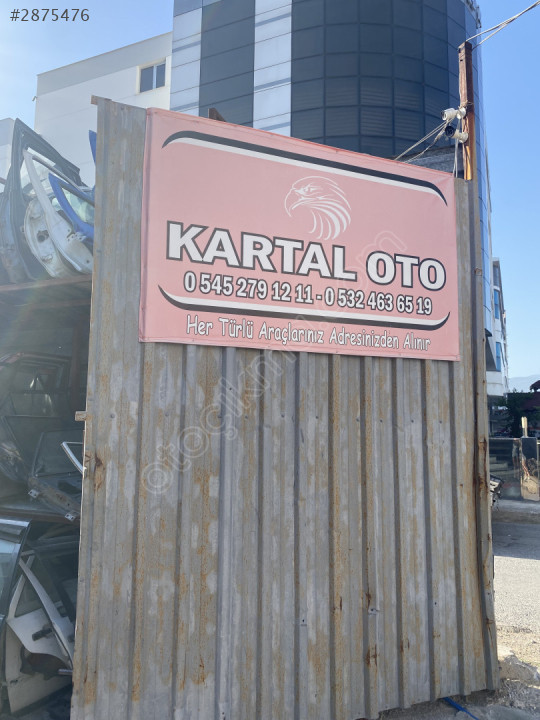 #2875476
KARTAL OTO
0 545 279 12 11 - 0 532 463 65 19
Her Türlü Araçlarınız Adresinizden Alınır